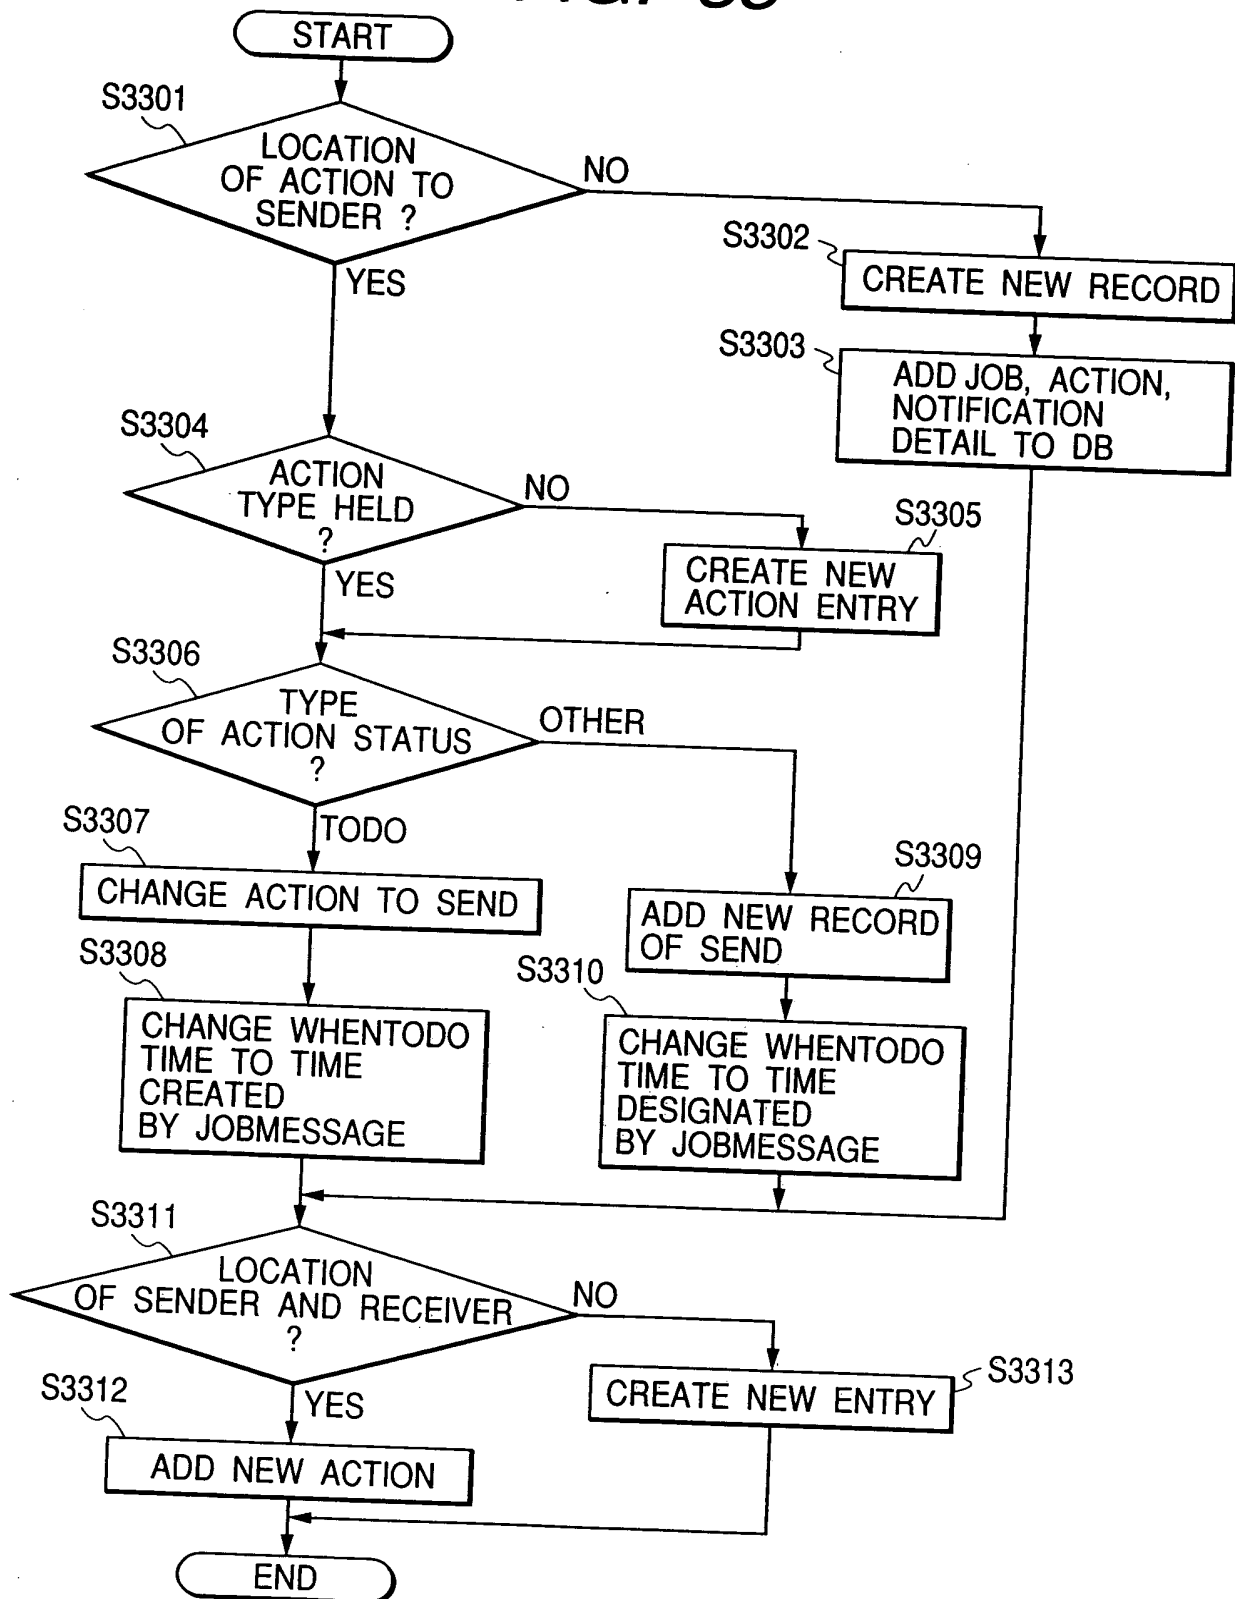 START
S3301
LOCATION
OF ACTION TO
SENDER ?
NO
YES
S3302
CREATE NEW RECORD
S3303
ADD JOB, ACTION,
NOTIFICATION
DETAIL TO DB
S3304
ACTION
TYPE HELD
?
NO
YES
S3305
CREATE NEW
ACTION ENTRY
S3306
TYPE
OF ACTION STATUS
?
OTHER
TODO
S3307
CHANGE ACTION TO SEND
S3309
ADD NEW RECORD
OF SEND
S3308
CHANGE WHENTODO
TIME TO TIME
CREATED
BY JOBMESSAGE
S3310
CHANGE WHENTODO
TIME TO TIME
DESIGNATED
BY JOBMESSAGE
S3311
LOCATION
OF SENDER AND RECEIVER
?
NO
YES
S3313
CREATE NEW ENTRY
S3312
ADD NEW ACTION
END